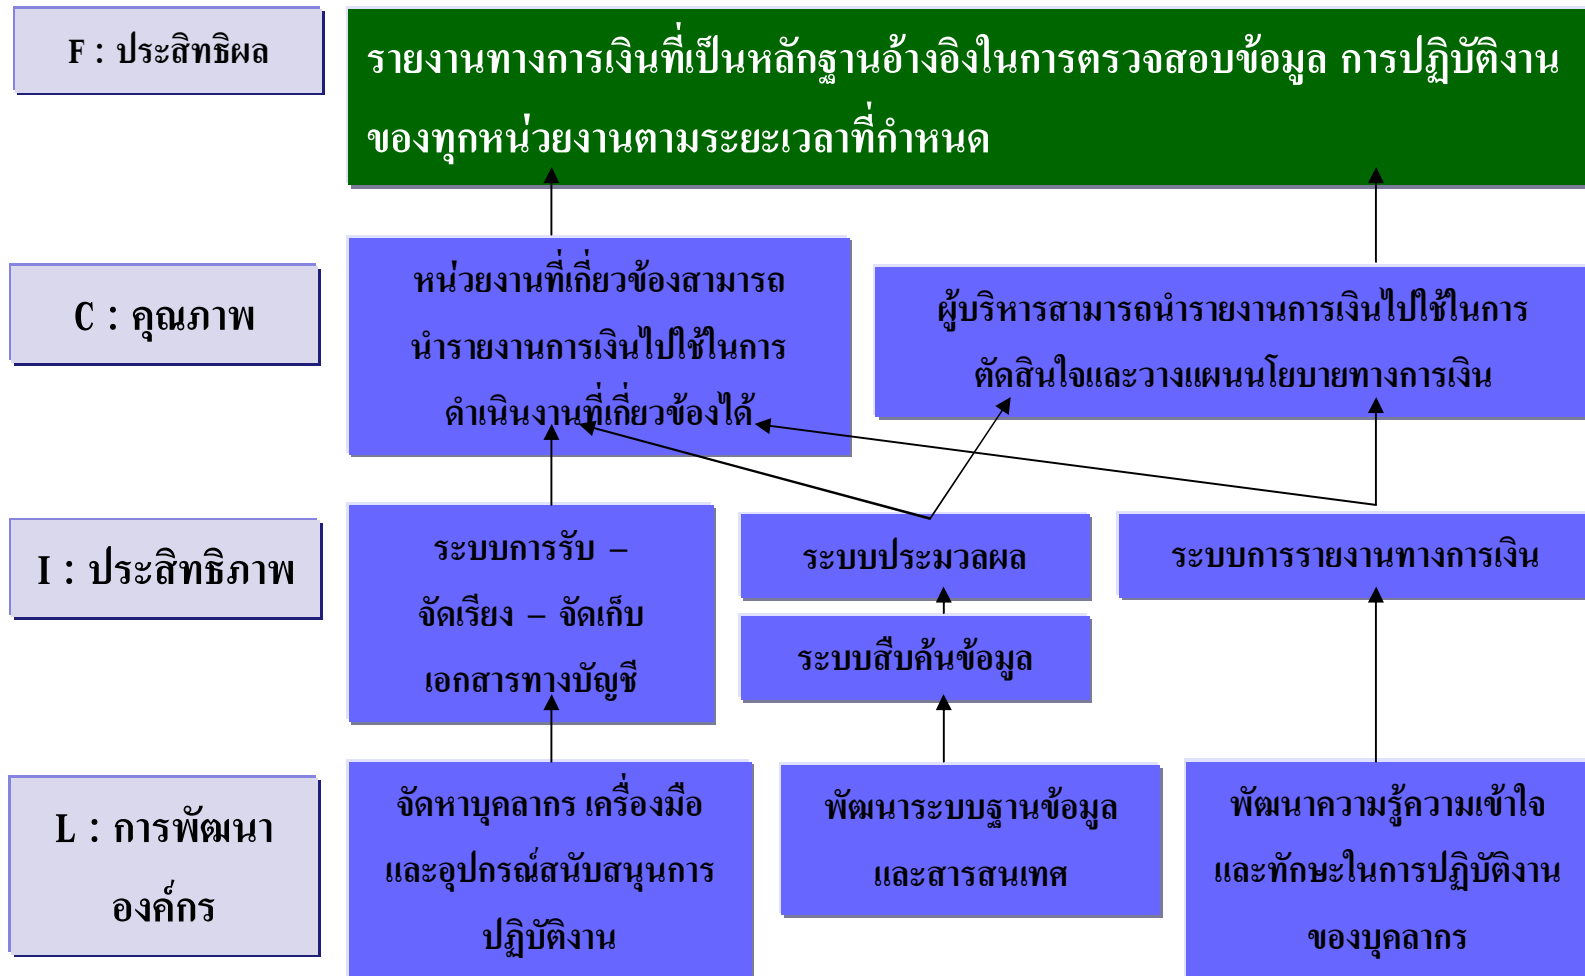 F : ประสิทธิผล
รายงานทางการเงินที่เป็นหลักฐานอ้างอิงในการตรวจสอบข้อมูล การปฏิบัติงาน
ของทุกหน่วยงานตามระยะเวลาที่กำหนด
C : คุณภาพ
หน่วยงานที่เกี่ยวข้องสามารถ
นำรายงานการเงินไปใช้ในการ
ดำเนินงานที่เกี่ยวข้องได้
ผู้บริหารสามารถนำรายงานการเงินไปใช้ในการ
ตัดสินใจและวางแผนนโยบายทางการเงิน
I : ประสิทธิภาพ
ระบบการรับ –
จัดเรียง – จัดเก็บ
เอกสารทางบัญชี
ระบบประมวลผล
ระบบสืบค้นข้อมูล
ระบบการรายงานทางการเงิน
L : การพัฒนา
องค์กร
จัดหาบุคลากร เครื่องมือ
และอุปกรณ์สนับสนุนการ
ปฏิบัติงาน
พัฒนาระบบฐานข้อมูล
และสารสนเทศ
พัฒนาความรู้ความเข้าใจ
และทักษะในการปฏิบัติงาน
ของบุคลากร